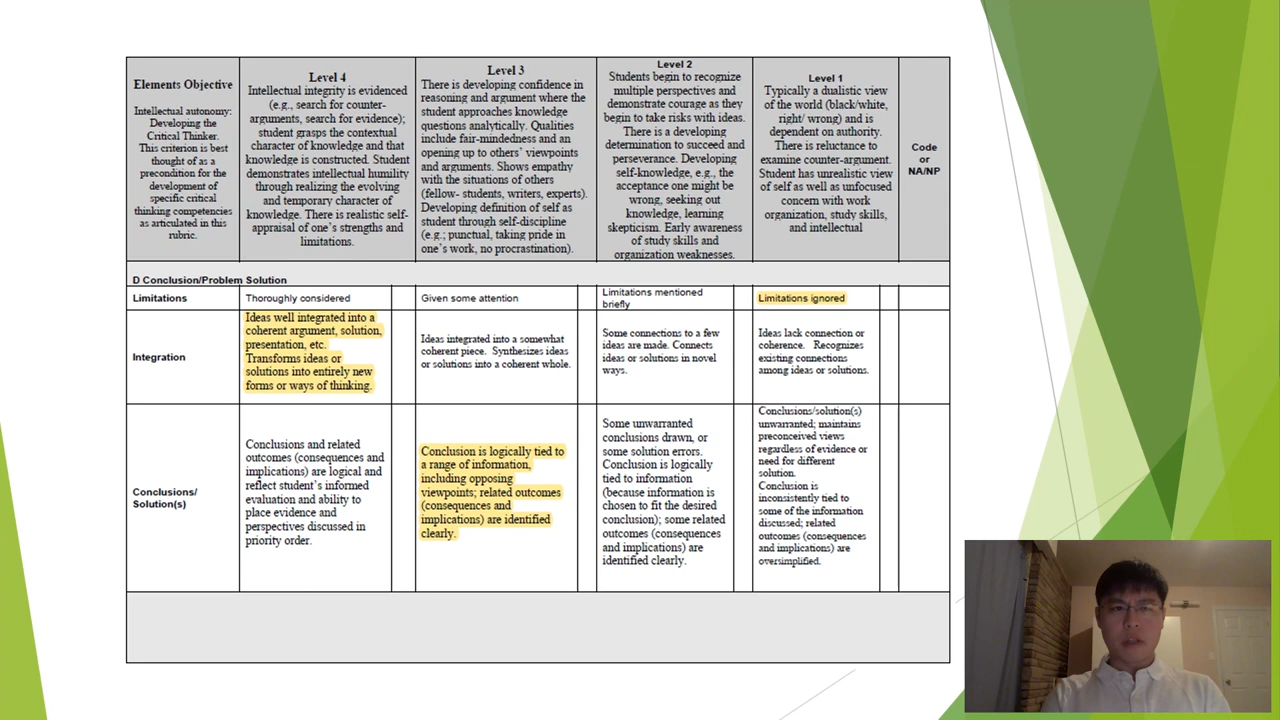 Elements Objective
Intellectual autonomy:
Developing the
Critical Thinker.
This criterion is best
thought of as a
precondition for the
development of
specific critical
thinking competencies
as articulated in this
rubric.
Level 4
Intellectual integrity is evidenced
(e.g., search for counter-
arguments, search for evidence);
student grasps the contextual
character of knowledge and that
knowledge is constructed. Student
demonstrates intellectual humility
through realizing the evolving
and temporary character of
knowledge. There is realistic self-
appraisal of one's strengths and
limitations.
Level 3
There is developing confidence in
reasoning and argument where the
student approaches knowledge
questions analytically. Qualities
include fair-mindedness and an
opening up to others' viewpoints
and arguments. Shows empathy
with the situations of others
(fellow- students, writers, experts).
Developing definition of self as
student through self-discipline
(e.g.; punctual, taking pride in
one's work, no procrastination).
Level 2
Students begin to recognize
multiple perspectives and
demonstrate courage as they
begin to take risks with ideas.
There is a developing
determination to succeed and
perseverance. Developing
self-knowledge, e.g., the
acceptance one might be
wrong, seeking out
knowledge, learning
skepticism. Early awareness
of study skills and
organization weaknesses.
Level 1
Typically a dualistic view
of the world (black/white,
right/ wrong) and is
dependent on authority.
There is reluctance to
examine counter-argument.
Student has unrealistic view
of self as well as unfocused
concern with work
organization, study skills,
and intellectual
Code
or
NA/NP
D Conclusion/Problem Solution
Limitations
Thoroughly considered
Given some attention
Limitations mentioned
briefly
Limitations ignored
Integration
Ideas well integrated into a
coherent argument, solution,
presentation, etc.
Transforms ideas or
solutions into entirely new
forms or ways of thinking.
Ideas integrated into a somewhat
coherent piece. Synthesizes ideas
or solutions into a coherent whole.
Some connections to a few
ideas are made. Connects
ideas or solutions in novel
ways.
Ideas lack connection or
coherence. Recognizes
existing connections
among ideas or solutions.
Conclusions/
Solution(s)
Conclusions and related
outcomes (consequences and
implications) are logical and
reflect student's informed
evaluation and ability to
place evidence and
perspectives discussed in
priority order.
Conclusion is logically tied to
a range of information,
including opposing
viewpoints; related outcomes
(consequences and
implications) are identified
clearly.
Some unwarranted
conclusions drawn, or
some solution errors.
Conclusion is logically
tied to information
(because information is
chosen to fit the desired
conclusion); some related
outcomes (consequences
and implications) are
identified clearly.
Conclusions/solution(s)
unwarranted; maintains
preconceived views
regardless of evidence or
need for different
solution.
Conclusion is
inconsistently tied to
some of the information
discussed; related
outcomes (consequences
and implications) are
oversimplified.